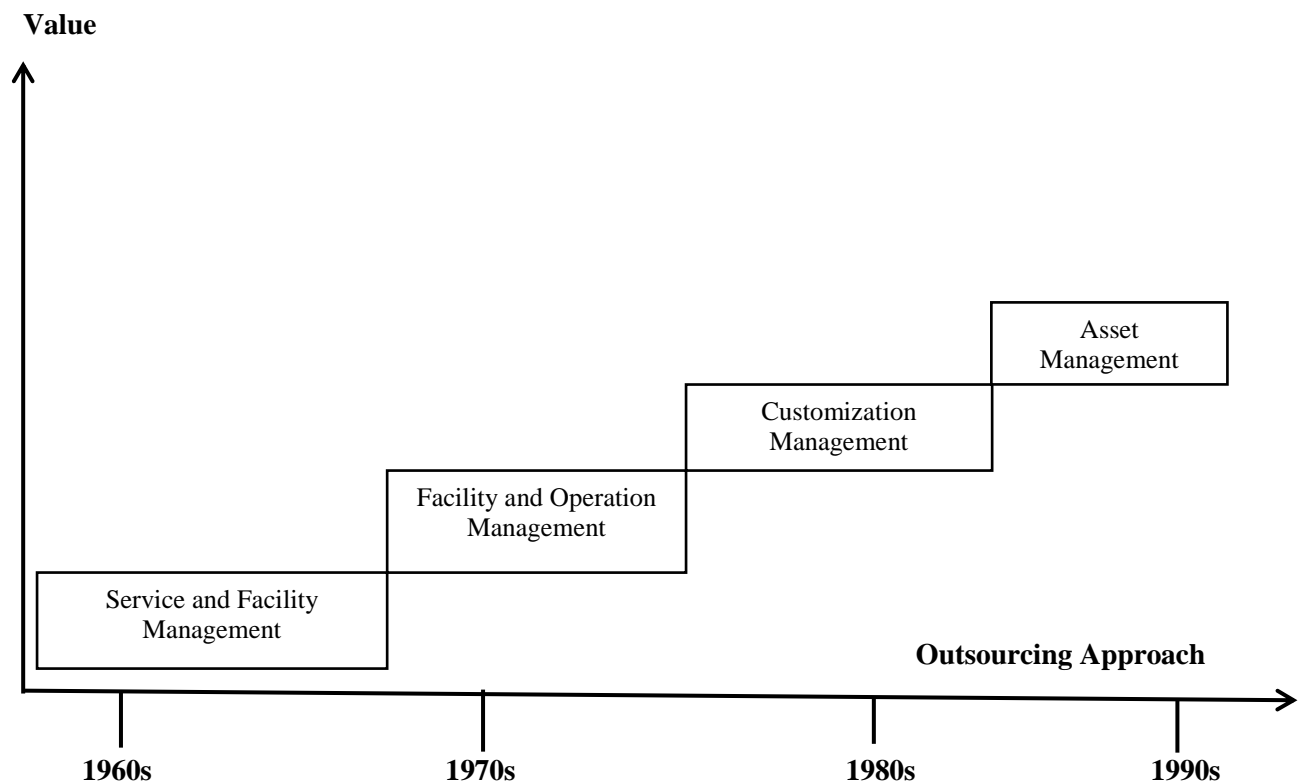 Value
Asset
Management
Customization
Management
Facility and Operation
Management
Service and Facility
Management
Outsourcing Approach
1960s
1970s
1980s
1990s